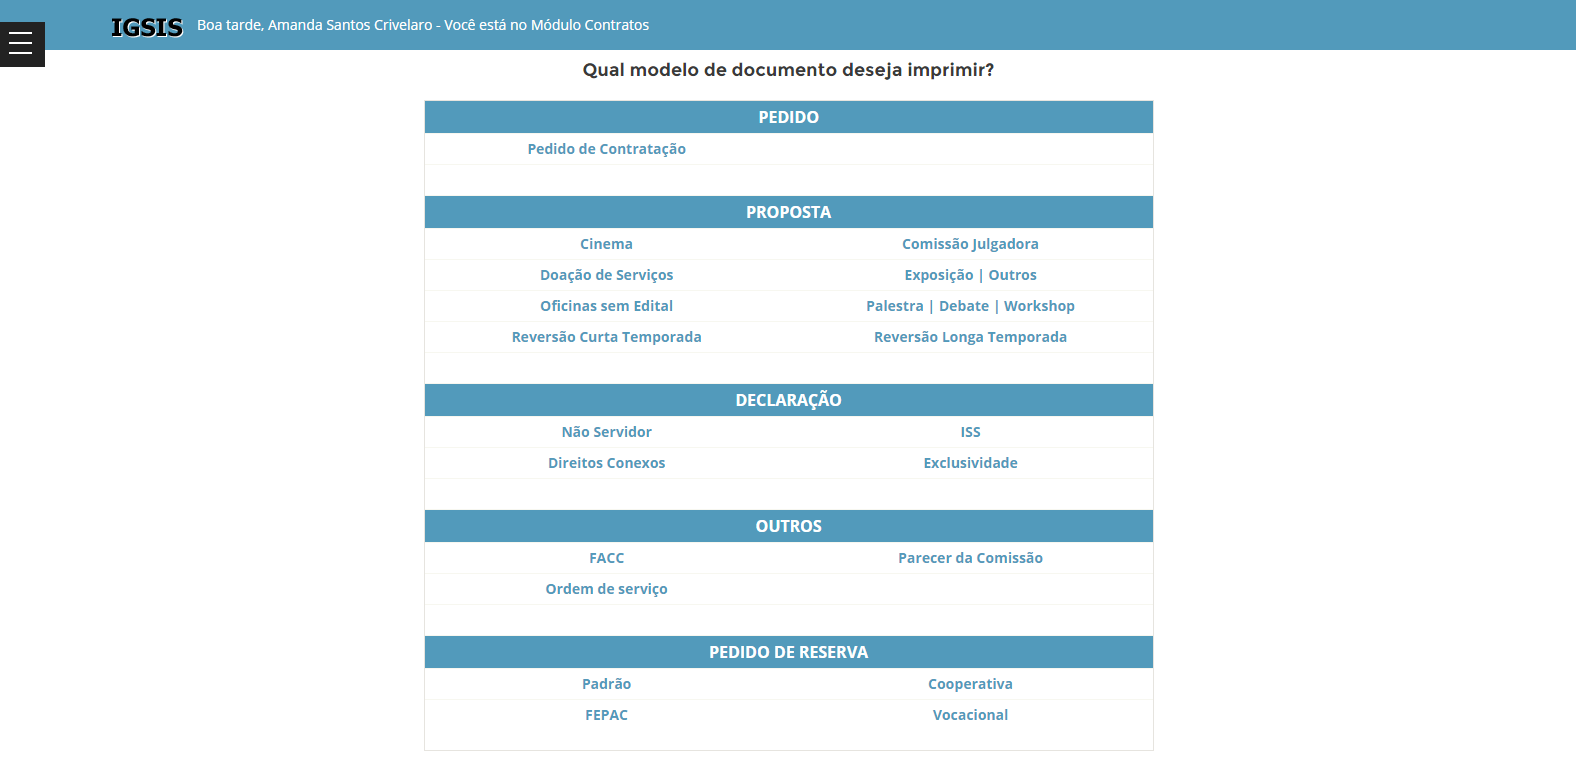 IGSIS Boa tarde, Amanda Santos Crivelaro - Você está no Módulo Contratos
Qual modelo de documento deseja imprimir?
PEDIDO
Pedido de Contratação
PROPOSTA
Cinema Comissão Julgadora
Doação de Serviços Exposição | Outros
Oficinas sem Edital Palestra | Debate | Workshop
Reversão Curta Temporada Reversão Longa Temporada
DECLARAÇÃO
Não Servidor ISS
Direitos Conexos Exclusividade
OUTROS
FACC Parecer da Comissão
Ordem de serviço
PEDIDO DE RESERVA
Padrão Cooperativa
FEPAC Vocacional